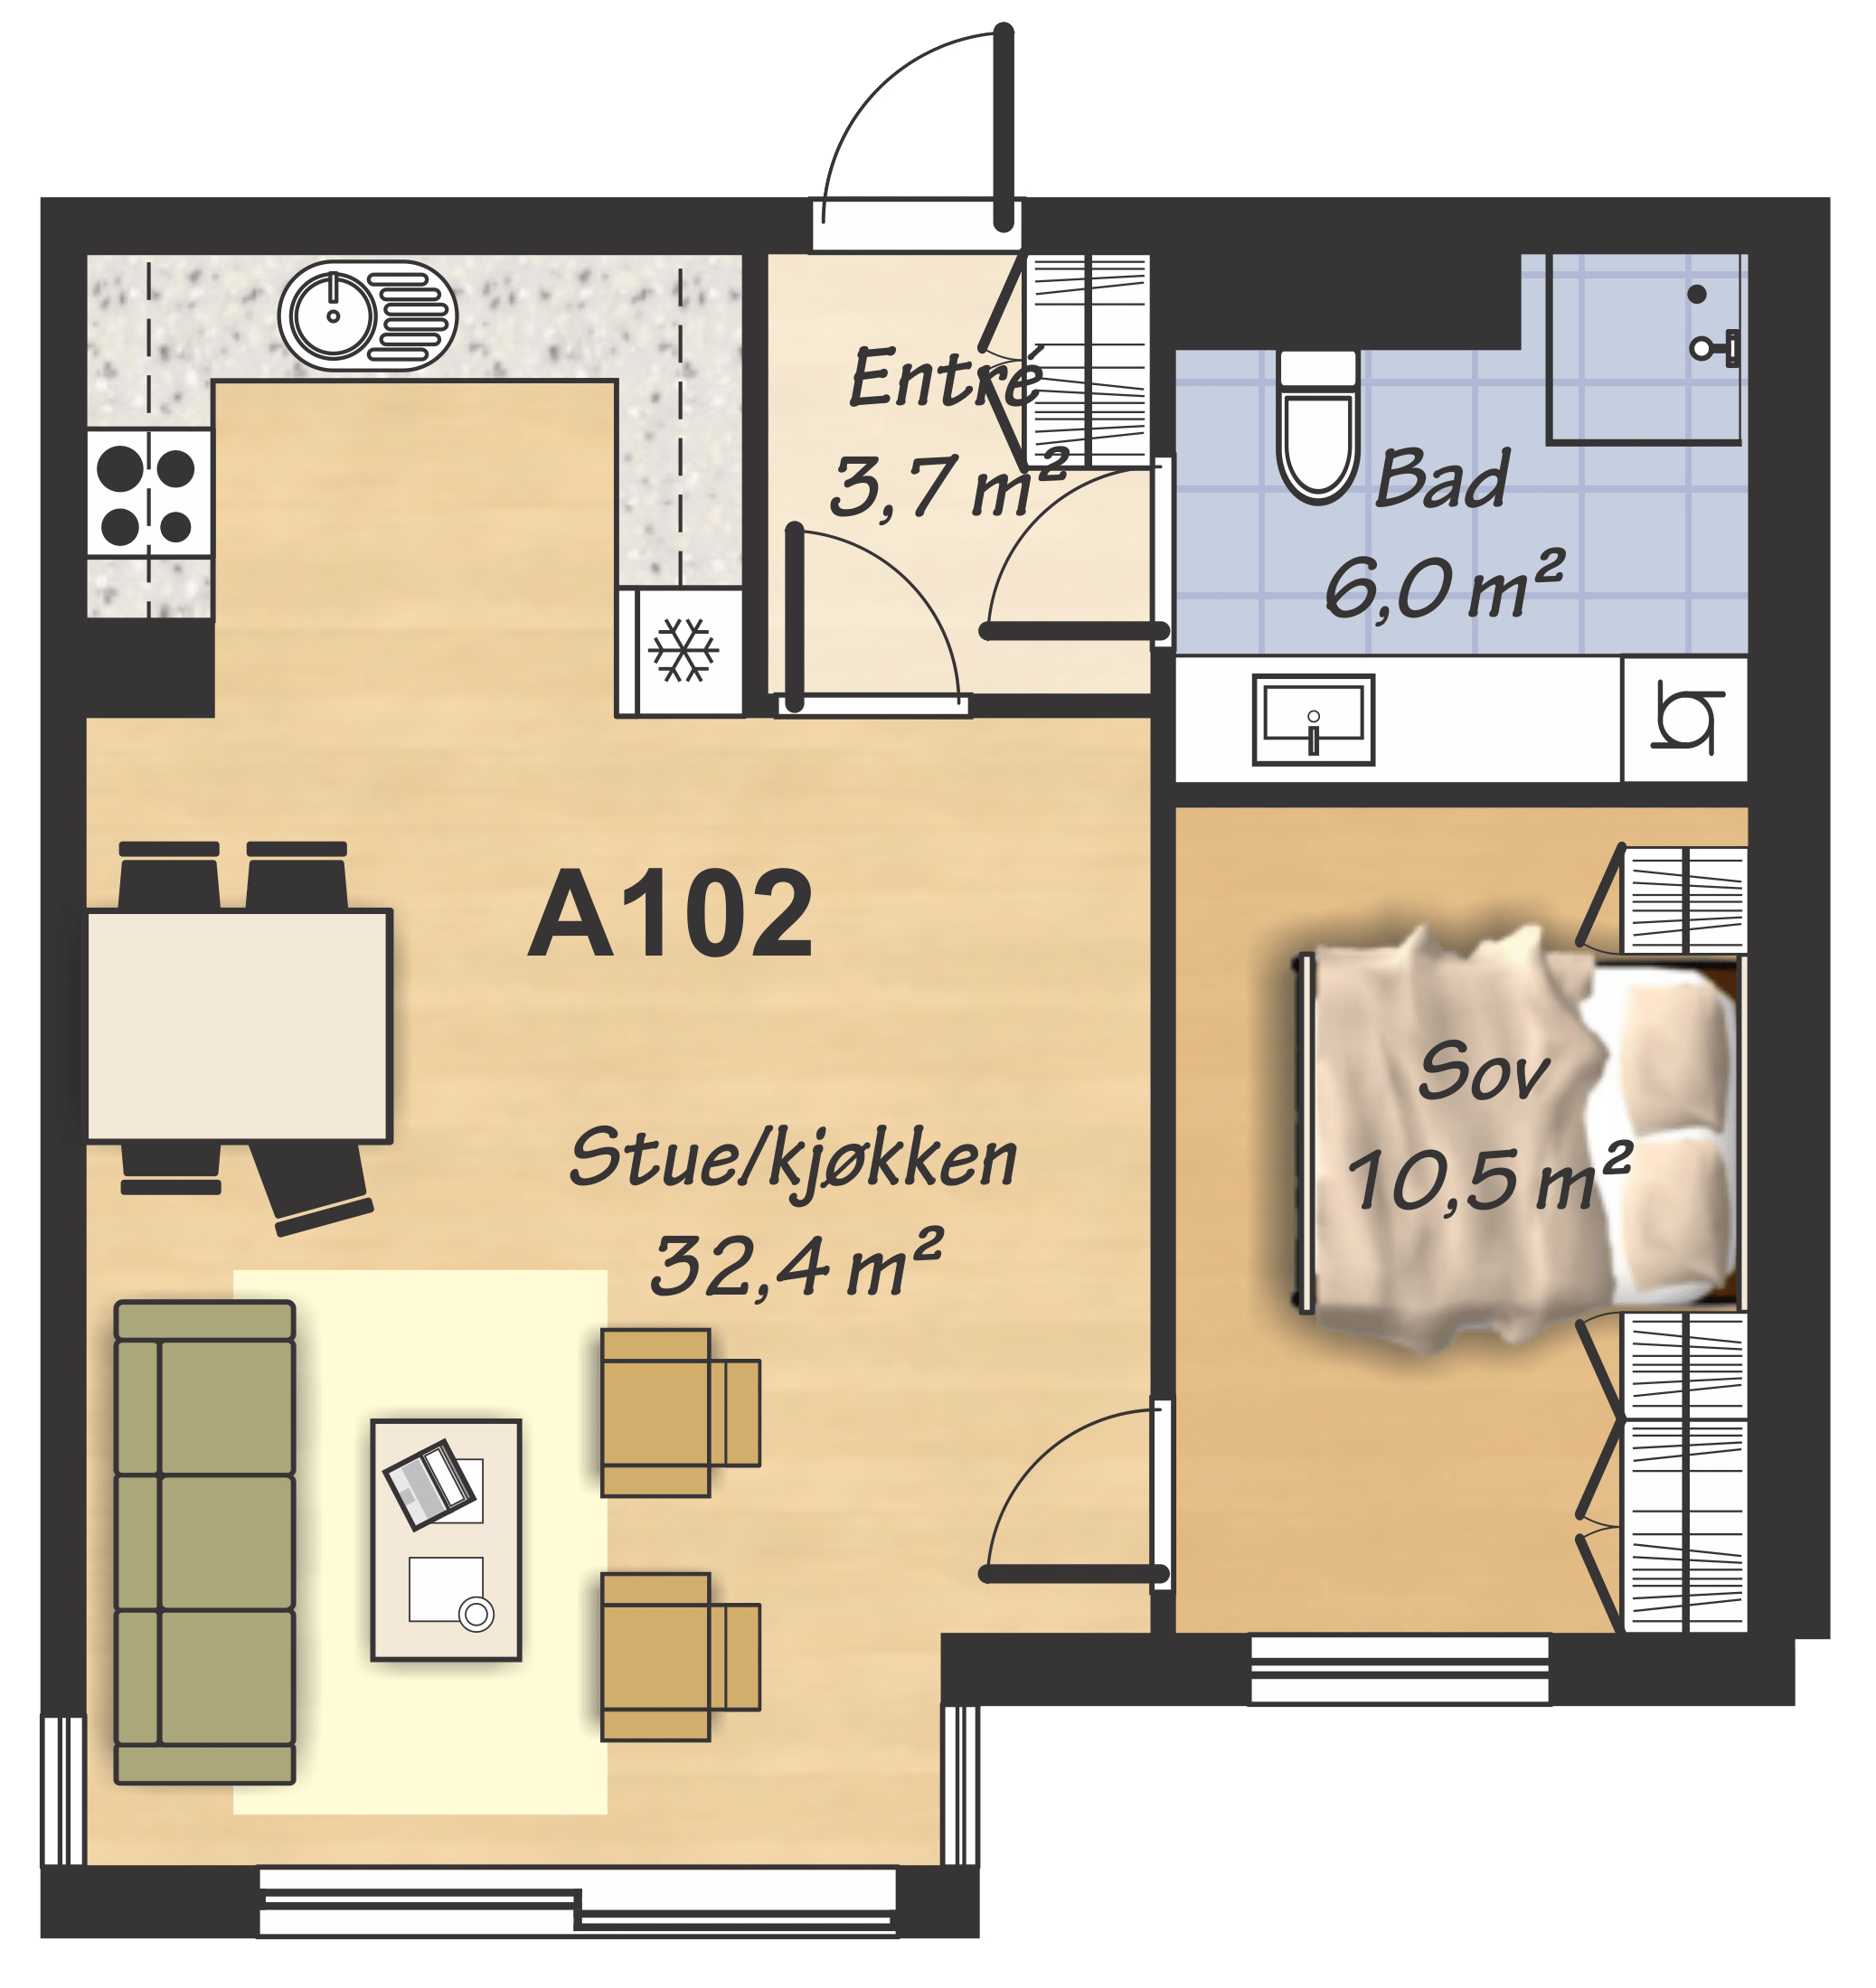 Entré
3,7 m²
Bad
6,0 m²
A102
Sov
10,5 m²
Stue/kjøkken
32,4 m²